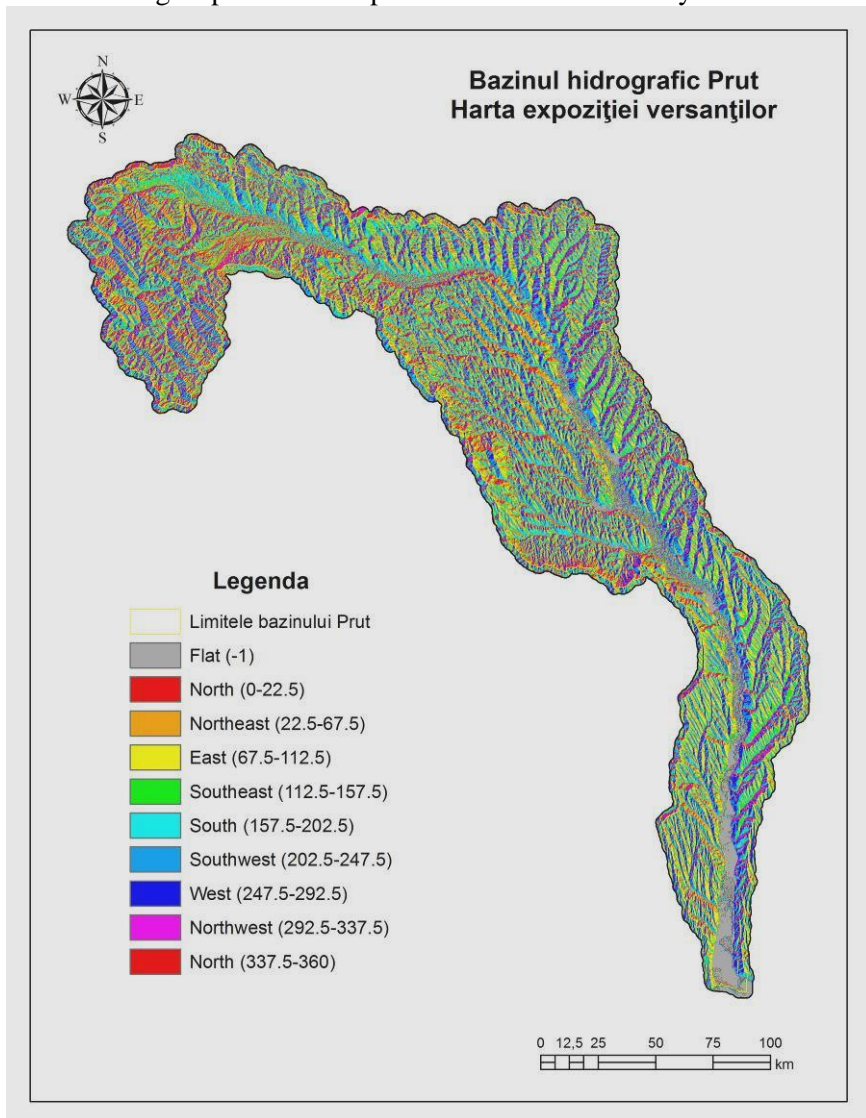 N
W E
S
Bazinul hidrografic Prut
Harta expoziţiei versanţilor
Legenda
Limitele bazinului Prut
Flat (-1)
North (0-22.5)
Northeast (22.5-67.5)
East (67.5-112.5)
Southeast (112.5-157.5)
South (157.5-202.5)
Southwest (202.5-247.5)
West (247.5-292.5)
Northwest (292.5-337.5)
North (337.5-360)
0 12,5 25 50 75 100
km